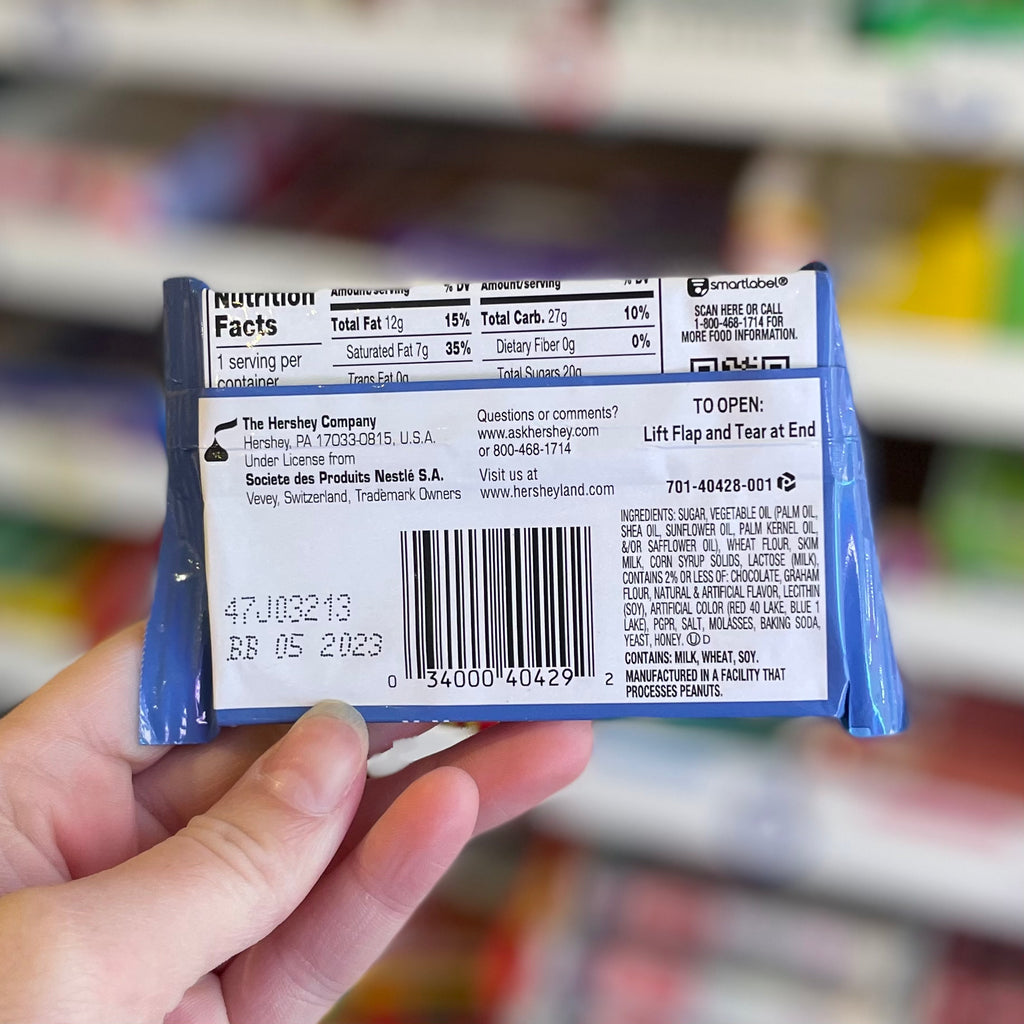 Nutrition
Facts
1 serving per
container
Amount/serving % DV
Total Fat 12g 15%
Saturated Fat 7g 35%
Trans Fat 0g
Amount/serving % DV
Total Carb. 27g 10%
Dietary Fiber 0g 0%
Total Sugars 20g
smartlabel®
SCAN HERE OR CALL
1-800-468-1714 FOR
MORE FOOD INFORMATION.
The Hershey Company
Hershey, PA 17033-0815, U.S.A.
Under License from
Societe des Produits Nestlé S.A.
Vevey, Switzerland, Trademark Owners
Questions or comments?
www.askhershey.com
or 800-468-1714
Visit us at
www.hersheyland.com
TO OPEN:
Lift Flap and Tear at End
701-40428-001
INGREDIENTS: SUGAR, VEGETABLE OIL (PALM OIL,
SHEA OIL, SUNFLOWER OIL, PALM KERNEL OIL,
&/OR SAFFLOWER OIL), WHEAT FLOUR, SKIM
MILK, CORN SYRUP SOLIDS, LACTOSE (MILK),
CONTAINS 2% OR LESS OF: CHOCOLATE, GRAHAM
FLOUR, NATURAL & ARTIFICIAL FLAVOR, LECITHIN
(SOY), ARTIFICIAL COLOR (RED 40 LAKE, BLUE 1
LAKE), PGPR, SALT, MOLASSES, BAKING SODA,
YEAST, HONEY. U D
CONTAINS: MILK, WHEAT, SOY.
MANUFACTURED IN A FACILITY THAT
PROCESSES PEANUTS.
47J03213
BB 05 2023
0 34000 40429 2